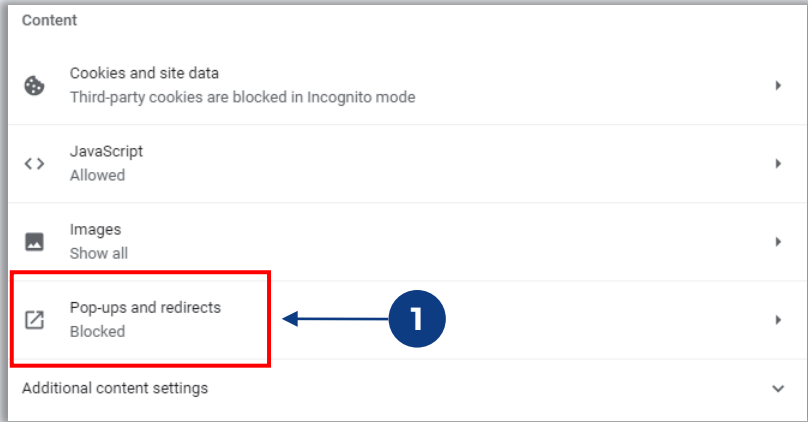 Content
Cookies and site data
Third-party cookies are blocked in Incognito mode
JavaScript
Allowed
Images
Show all
Pop-ups and redirects
Blocked
1
Additional content settings